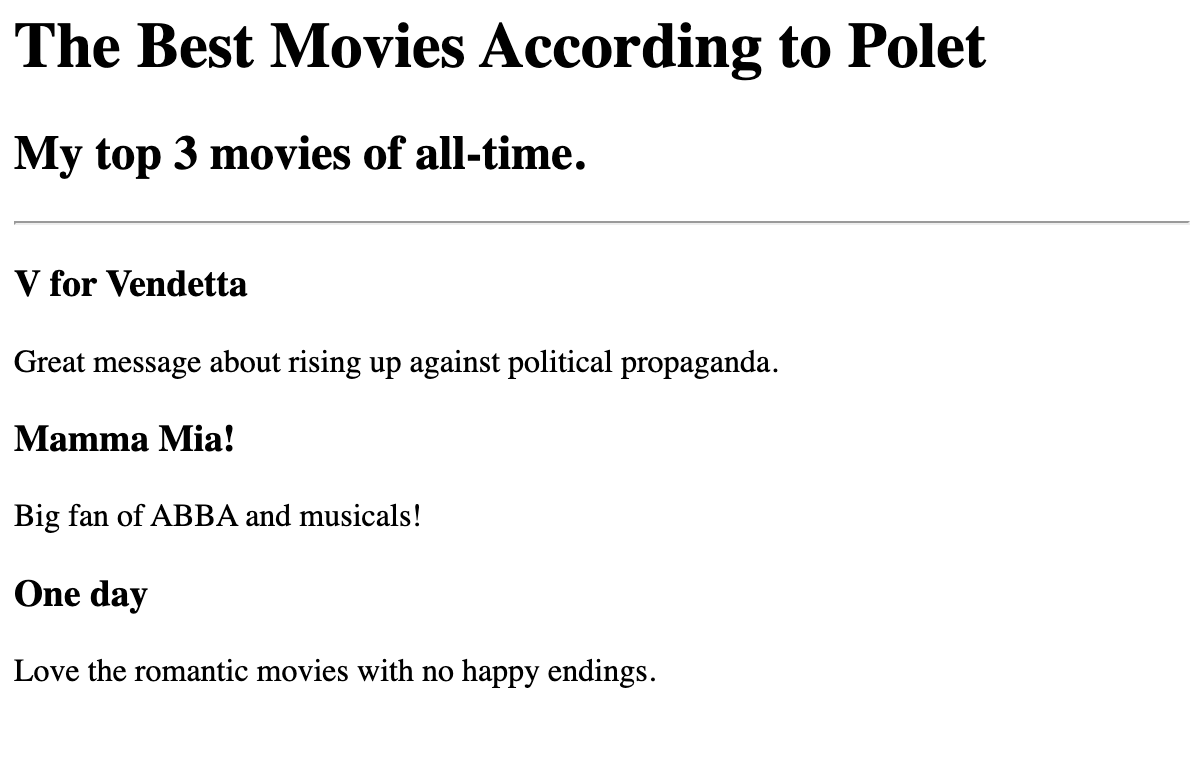 The Best Movies According to Polet
My top 3 movies of all-time.
V for Vendetta
Great message about rising up against political propaganda.
Mamma Mia!
Big fan of ABBA and musicals!
One day
Love the romantic movies with no happy endings.